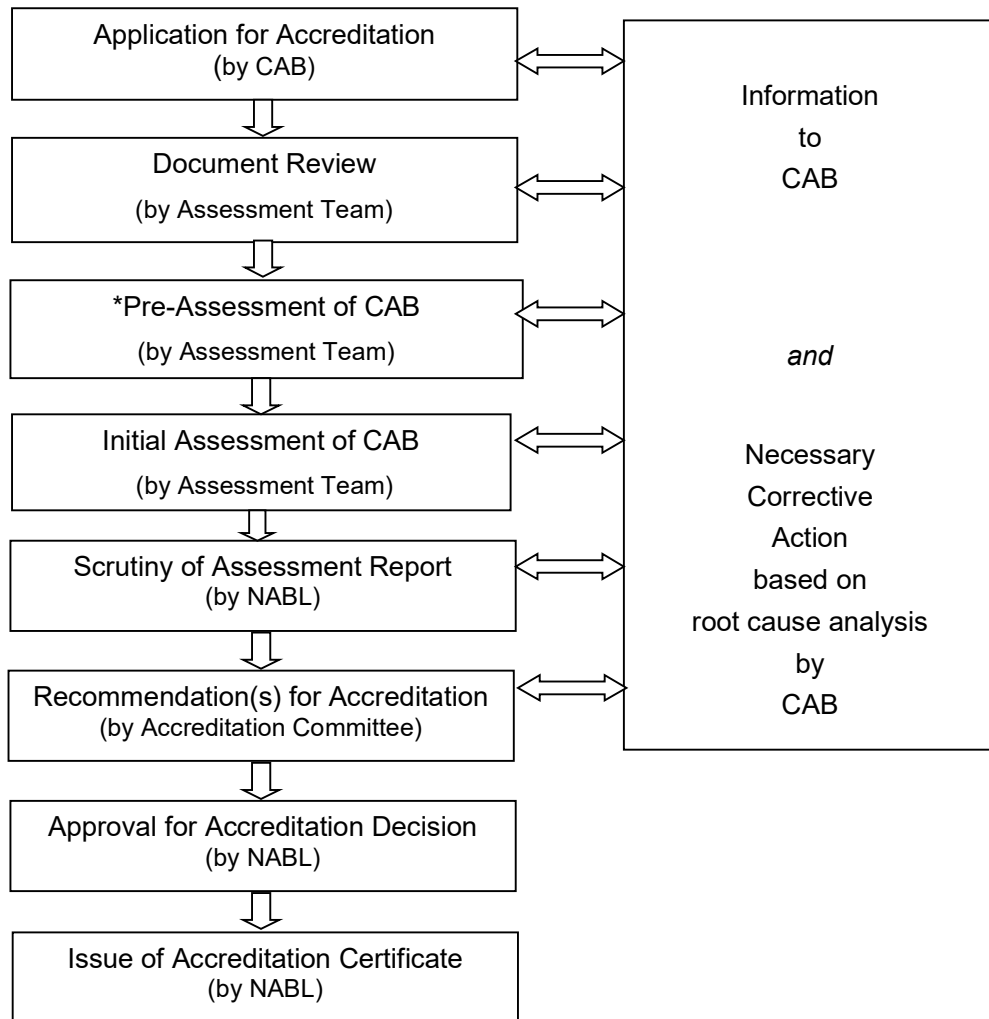 Application for Accreditation
(by CAB)
Document Review
(by Assessment Team)
*Pre-Assessment of CAB
(by Assessment Team)
Initial Assessment of CAB
(by Assessment Team)
Scrutiny of Assessment Report
(by NABL)
Recommendation(s) for Accreditation
(by Accreditation Committee)
Approval for Accreditation Decision
(by NABL)
Issue of Accreditation Certificate
(by NABL)
Information
to
CAB
and
Necessary
Corrective
Action
based on
root cause analysis
by
CAB